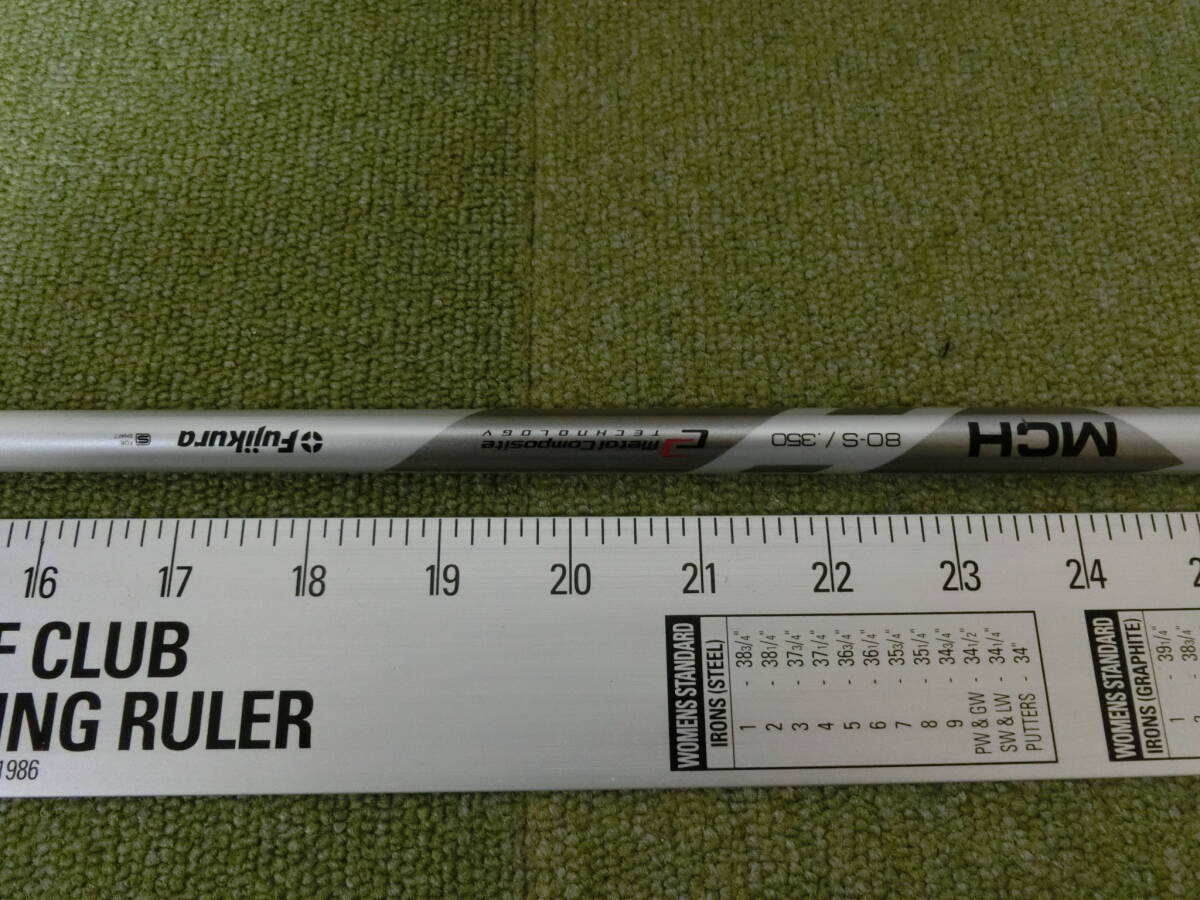 MCH
80-S / .350
Metal Composite
TECHNOLOGY
Fujikura
S
16 17 18 19 20 21 22 23 24 2
F CLUB
ING RULER
1986
WOMENS STANDARD
IRONS (STEEL)
1 - 38 3/4"
2 - 38 1/4"
3 - 37 3/4"
4 - 37 1/4"
5 - 36 3/4"
6 - 36 1/4"
7 - 35 3/4"
8 - 35 1/4"
9 - 34 3/4"
PW & GW - 34 1/2"
SW & LW - 34 1/4"
PUTTERS - 34"
WOMENS STANDARD
IRONS (GRAPHITE)
1 - 39 1/4"
38 3/4"